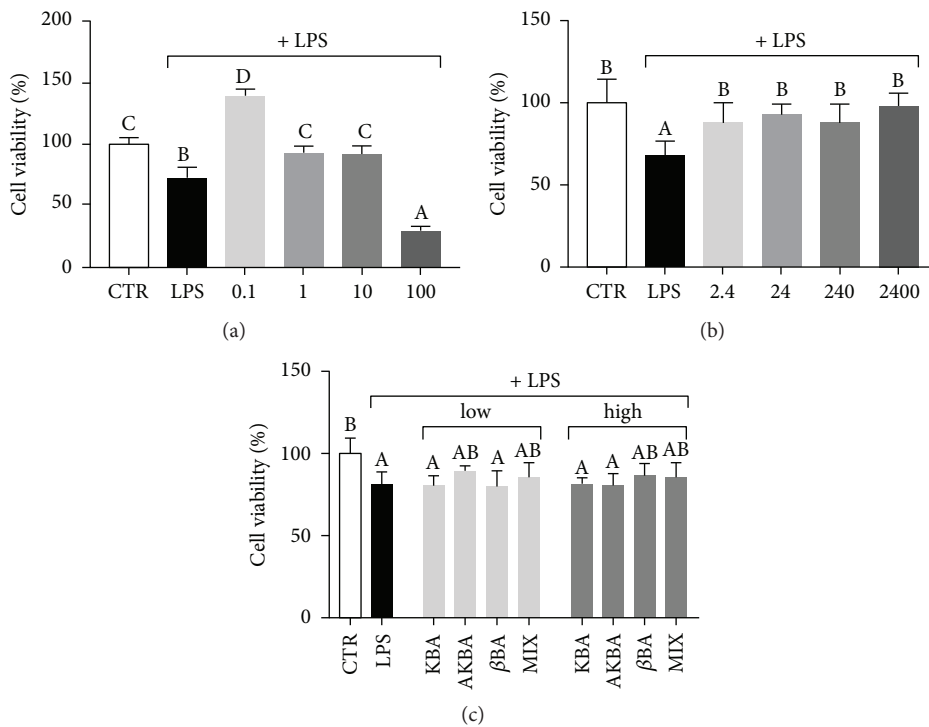 200
150
100
50
0
Cell viability (%)
+ LPS
C
B
D
C
C
A
CTR
LPS
0.1
1
10
100
(a)
150
100
50
0
Cell viability (%)
+ LPS
B
A
B
B
B
B
CTR
LPS
2.4
24
240
2400
(b)
150
100
50
0
Cell viability (%)
+ LPS
low
high
B
A
A
AB
A
AB
A
A
AB
AB
CTR
LPS
KBA
AKBA
βBA
MIX
KBA
AKBA
βBA
MIX
(c)